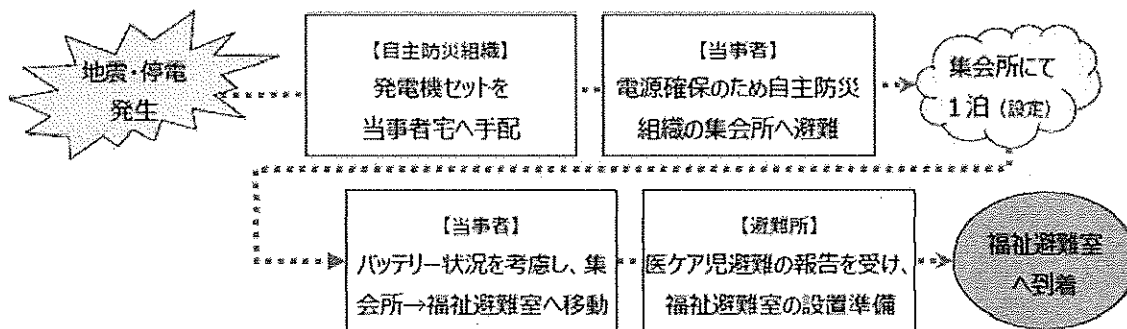 地震・停電
発生
【自主防災組織】
発電機セットを
当事者宅へ手配
【当事者】
電源確保のため自主防災
組織の集会所へ避難
集会所にて
1泊（設定）
【当事者】
バッテリー状況を考慮し、集
会所→福祉避難室へ移動
【避難所】
医ケア児避難の報告を受け、
福祉避難室の設置準備
福祉避難室
へ到着